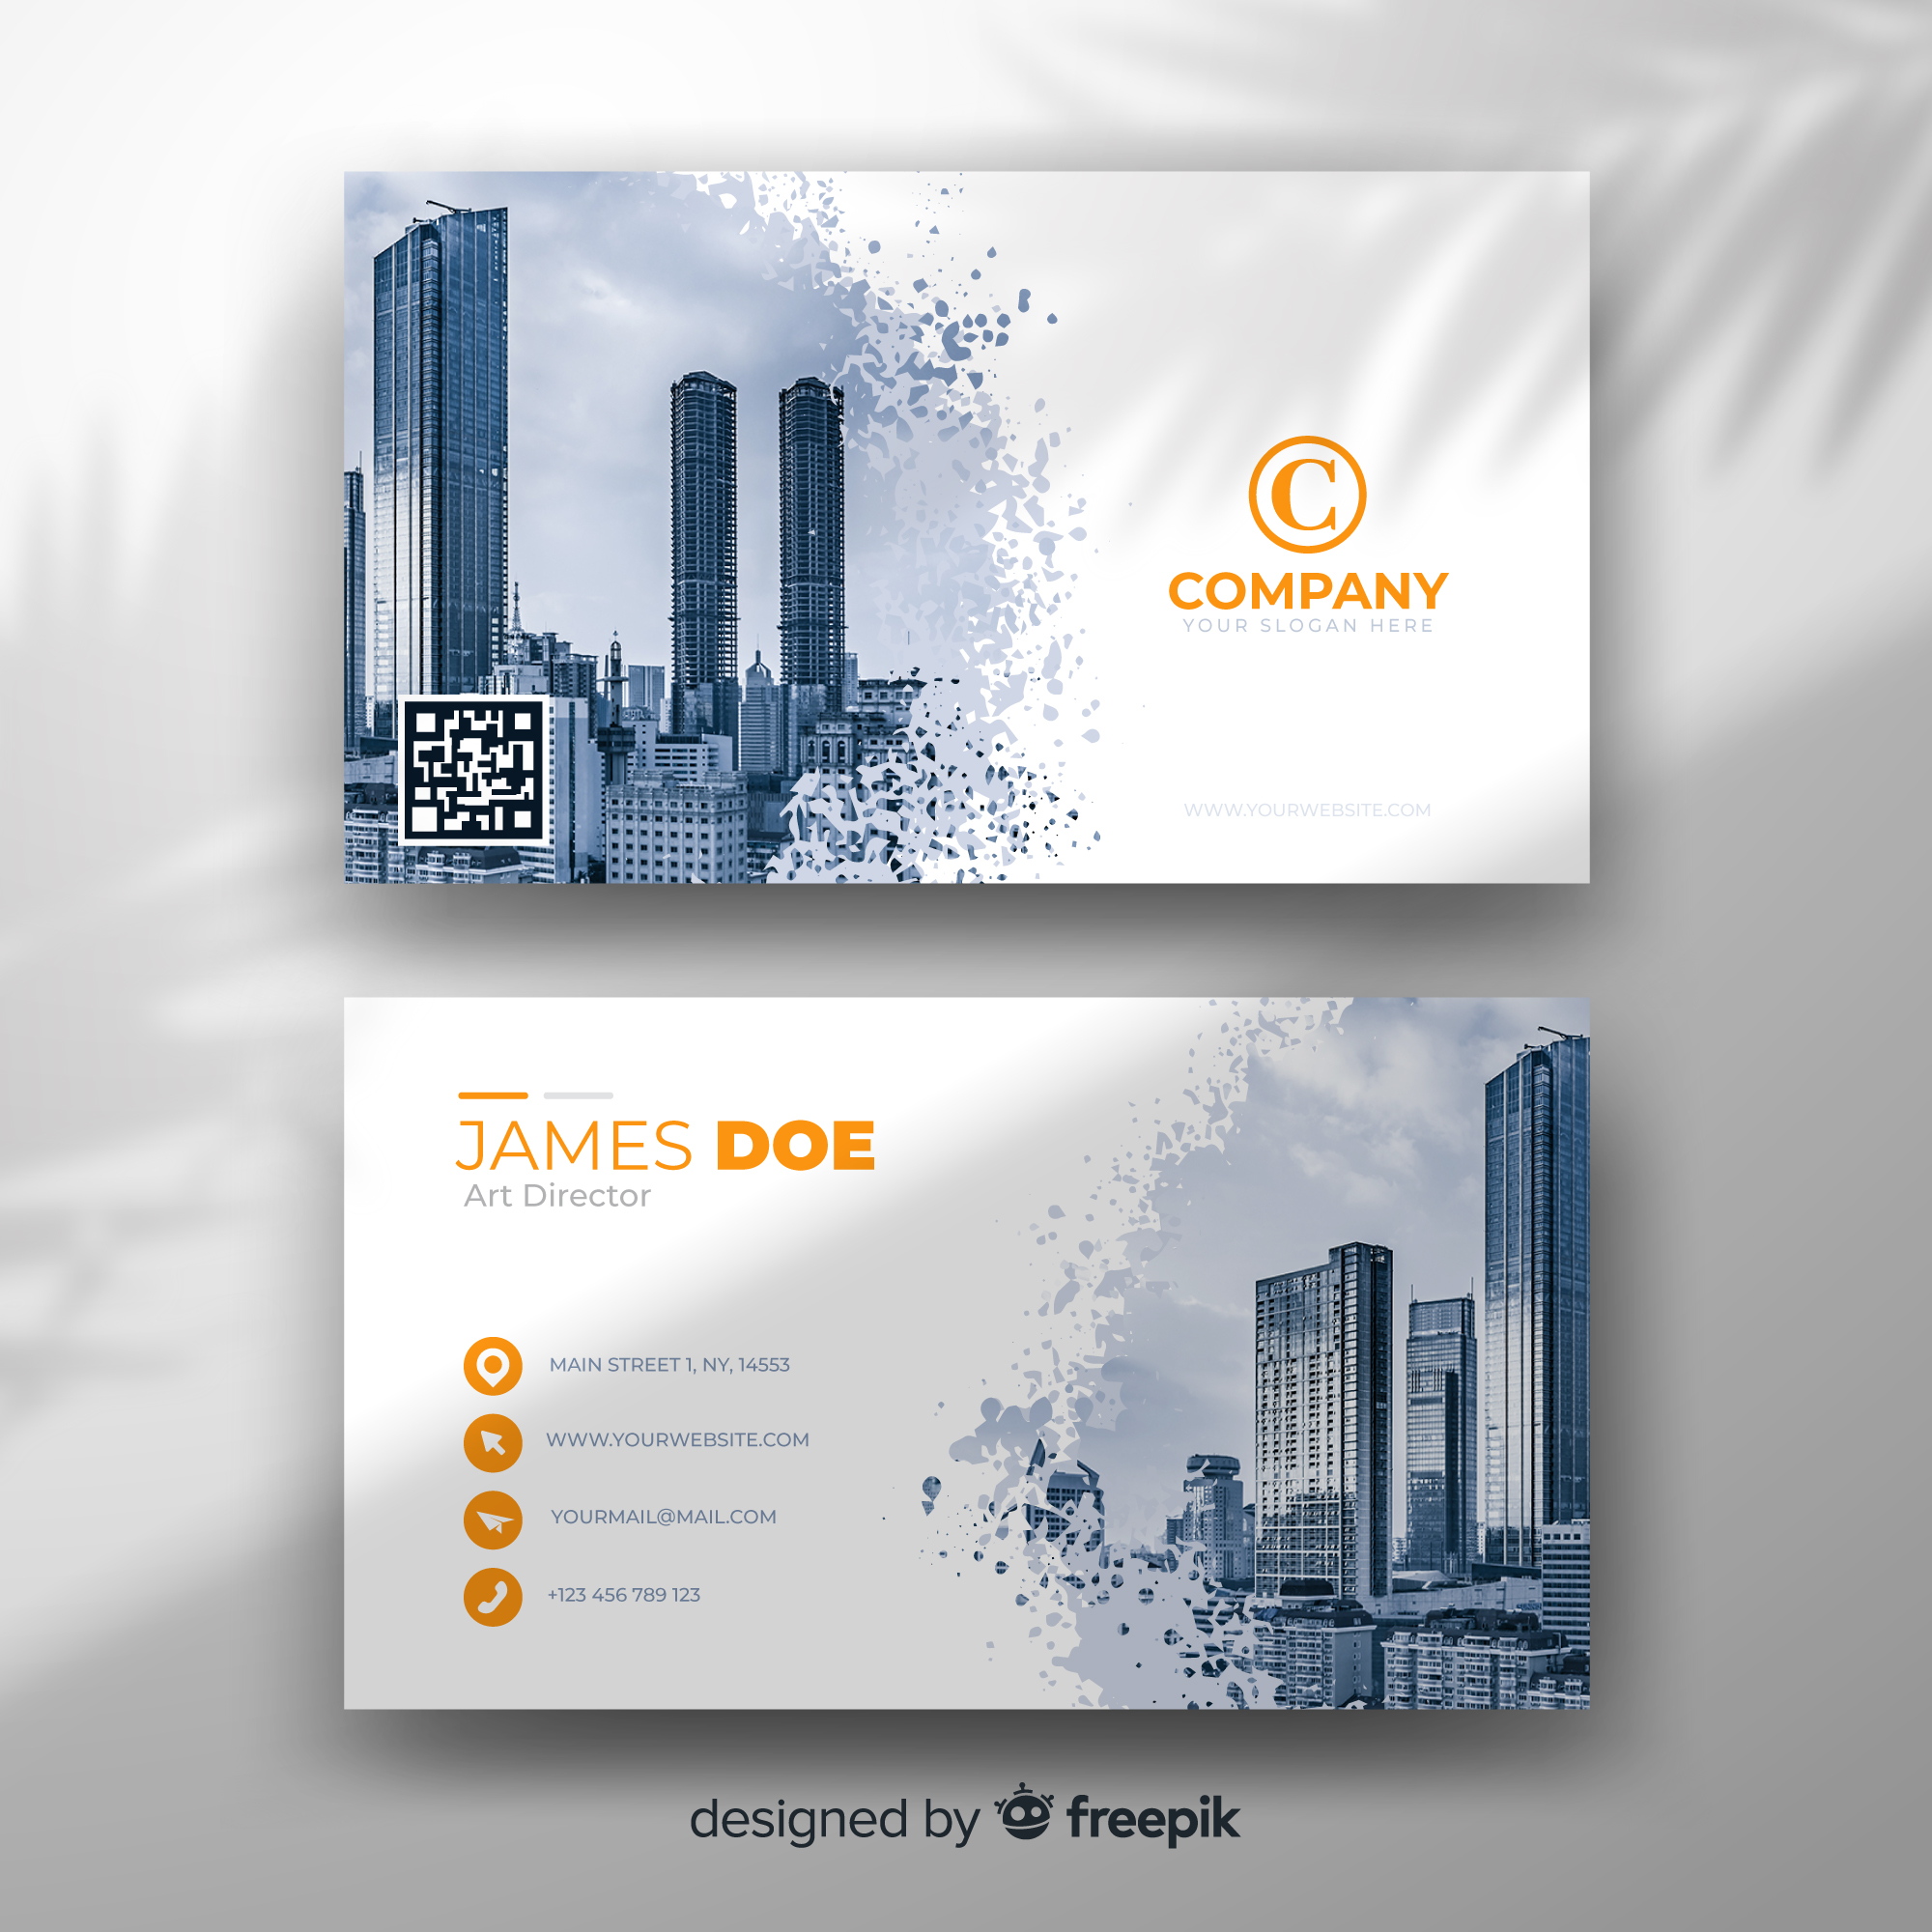 C
COMPANY
YOUR SLOGAN HERE
WWW.YOURWEBSITE.COM
JAMES DOE
Art Director
MAIN STREET 1, NY, 14553
WWW.YOURWEBSITE.COM
YOURMAIL@MAIL.COM
+123 456 789 123
designed by freepik